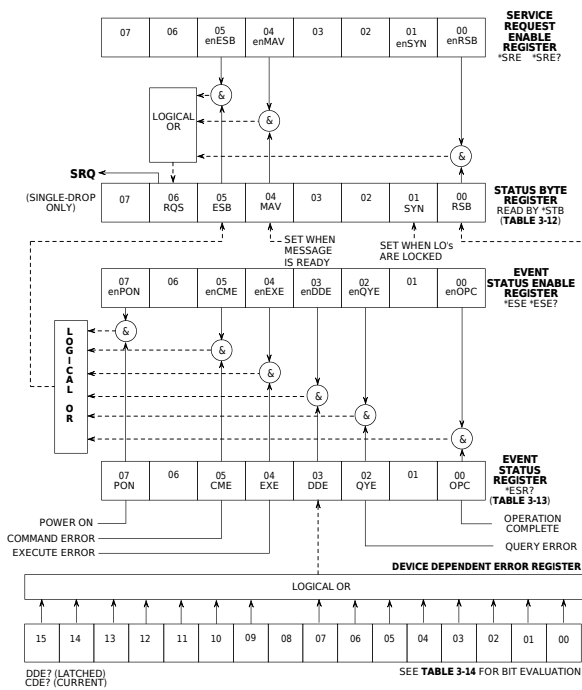 SERVICE
REQUEST
ENABLE
REGISTER
*SRE *SRE?
07 06 05 04 03 02 01 00
enESB enMAV enSYN enRSB
&
LOGICAL
OR
&
&
SRQ
(SINGLE-DROP
ONLY)
07 06 05 04 03 02 01 00
RQS ESB MAV SYN RSB
STATUS BYTE
REGISTER
READ BY *STB
(TABLE 3-12)
SET WHEN
MESSAGE
IS READY
SET WHEN LO's
ARE LOCKED
EVENT
STATUS ENABLE
REGISTER
*ESE *ESE?
07 06 05 04 03 02 01 00
enPON enCME enEXE enDDE enQYE enOPC
LOGICAL OR
&
&
&
&
&
&
07 06 05 04 03 02 01 00
PON CME EXE DDE QYE OPC
EVENT
STATUS
REGISTER
*ESR?
(TABLE 3-13)
POWER ON
COMMAND ERROR
EXECUTE ERROR
OPERATION
COMPLETE
QUERY ERROR
DEVICE DEPENDENT ERROR REGISTER
LOGICAL OR
15 14 13 12 11 10 09 08 07 06 05 04 03 02 01 00
DDE? (LATCHED)
CDE? (CURRENT)
SEE TABLE 3-14 FOR BIT EVALUATION